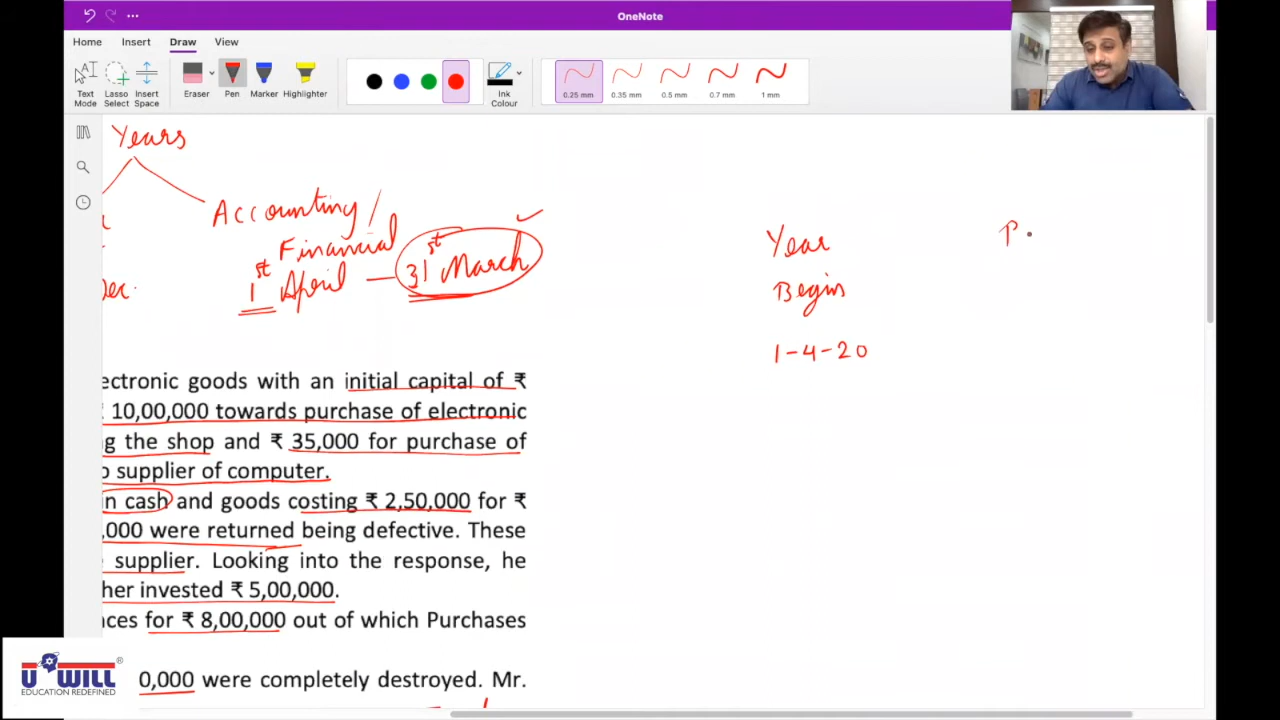 OneNote
Home Insert Draw View
Text Mode
Lasso Select
Insert Space
Eraser
Pen
Marker
Highlighter
Ink Colour
0.25 mm
0.35 mm
0.5 mm
0.7 mm
1 mm
Years
Accounting /
Financial
1st April — 31st March
Year
Begin
1-4-20
ectronic goods with an initial capital of ₹
₹ 10,00,000 towards purchase of electronic
g the shop and ₹ 35,000 for purchase of
o supplier of computer.
in cash and goods costing ₹ 2,50,000 for ₹
,000 were returned being defective. These
supplier. Looking into the response, he
her invested ₹ 5,00,000.
nces for ₹ 8,00,000 out of which Purchases
0,000 were completely destroyed. Mr.
U WILL
EDUCATION REDEFINED